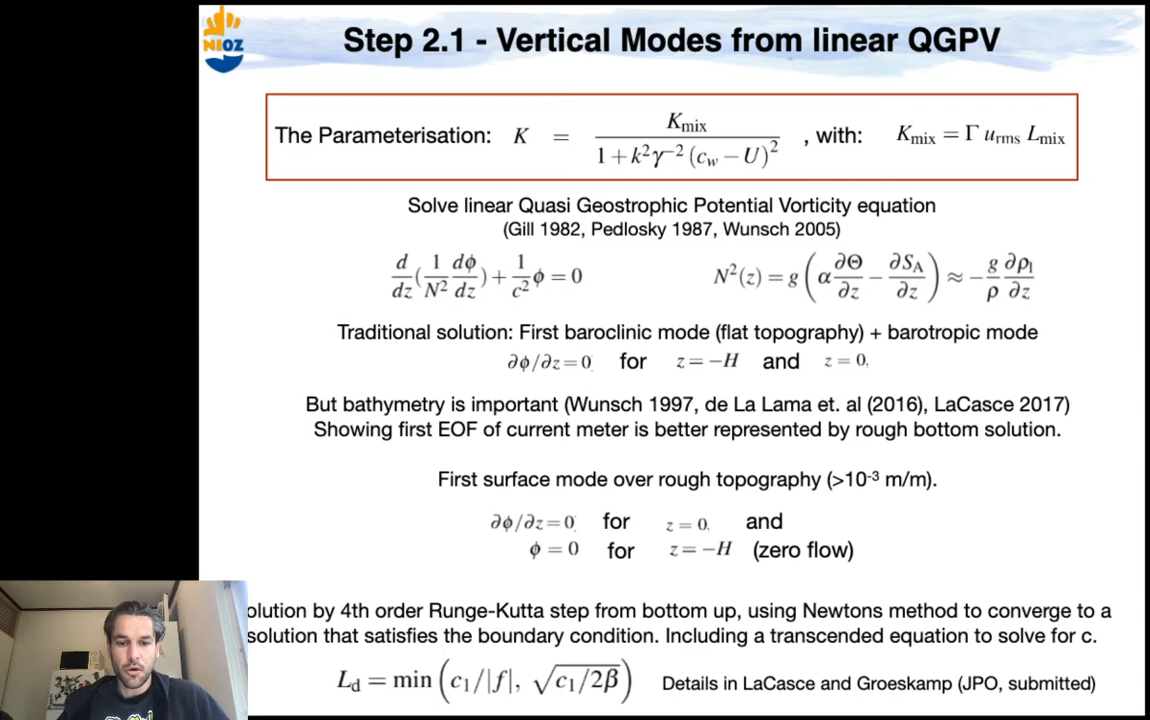 NIOZ
Step 2.1 - Vertical Modes from linear QGPV
The Parameterisation: K = K_mix / (1 + k²γ⁻² (c_w − U)²) , with: K_mix = Γ u_rms L_mix
Solve linear Quasi Geostrophic Potential Vorticity equation
(Gill 1982, Pedlosky 1987, Wunsch 2005)
d/dz (1/N² dϕ/dz) + 1/c² ϕ = 0 N²(z) = g (α ∂Θ/∂z − ∂S_A/∂z) ≈ − g/ρ ∂ρ_l/∂z
Traditional solution: First baroclinic mode (flat topography) + barotropic mode
∂ϕ/∂z = 0 for z = −H and z = 0.
But bathymetry is important (Wunsch 1997, de La Lama et. al (2016), LaCasce 2017)
Showing first EOF of current meter is better represented by rough bottom solution.
First surface mode over rough topography (>10⁻³ m/m).
∂ϕ/∂z = 0 for z = 0. and
ϕ = 0 for z = −H (zero flow)
olution by 4th order Runge-Kutta step from bottom up, using Newtons method to converge to a
solution that satisfies the boundary condition. Including a transcended equation to solve for c.
L_d = min (c₁/|f|, √(c₁/2β)) Details in LaCasce and Groeskamp (JPO, submitted)